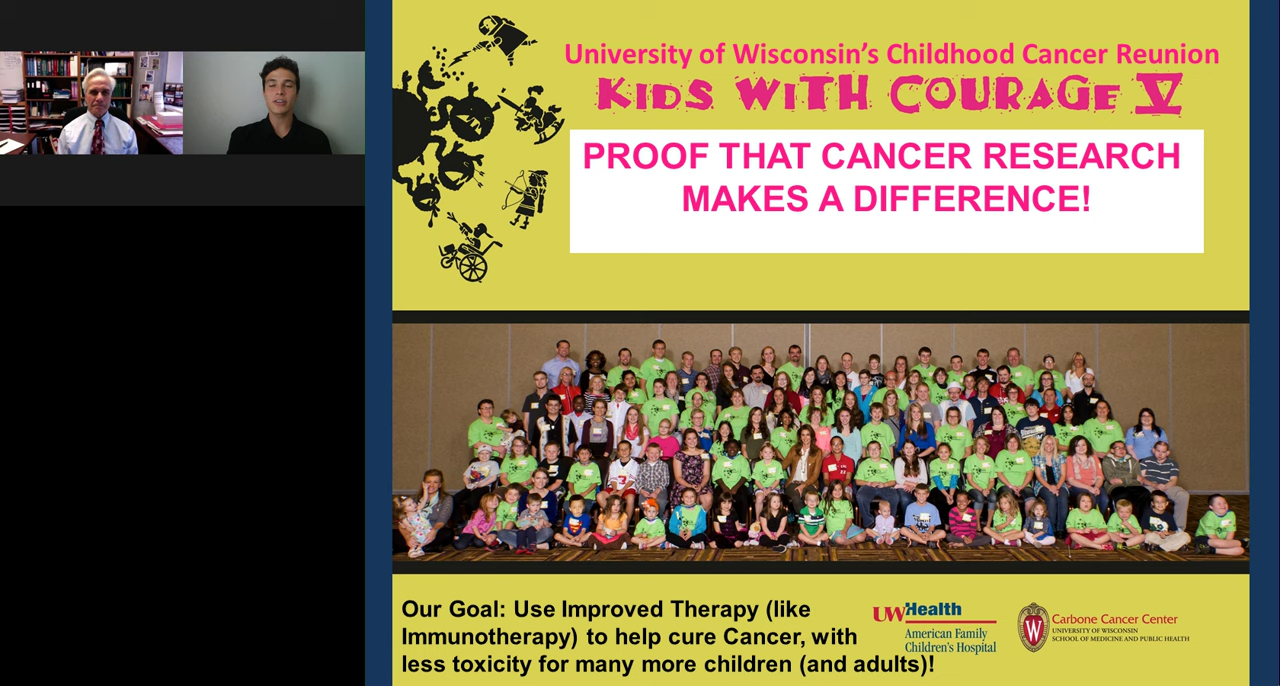 University of Wisconsin's Childhood Cancer Reunion
KIDS WITH COURAGE V
PROOF THAT CANCER RESEARCH
MAKES A DIFFERENCE!
Our Goal: Use Improved Therapy (like
Immunotherapy) to help cure Cancer, with
less toxicity for many more children (and adults)!
UWHealth
American Family
Children's Hospital
W
Carbone Cancer Center
UNIVERSITY OF WISCONSIN
SCHOOL OF MEDICINE AND PUBLIC HEALTH